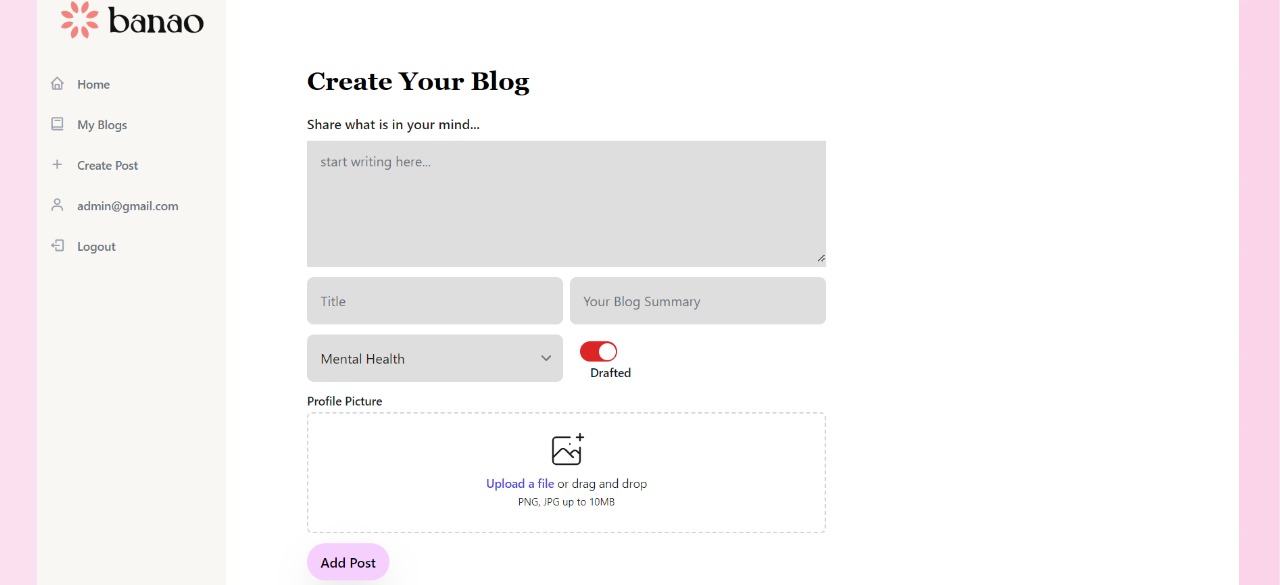 banao
Home
My Blogs
Create Post
admin@gmail.com
Logout
Create Your Blog
Share what is in your mind...
start writing here...
Title
Your Blog Summary
Mental Health
Drafted
Profile Picture
Upload a file or drag and drop
PNG, JPG up to 10MB
Add Post